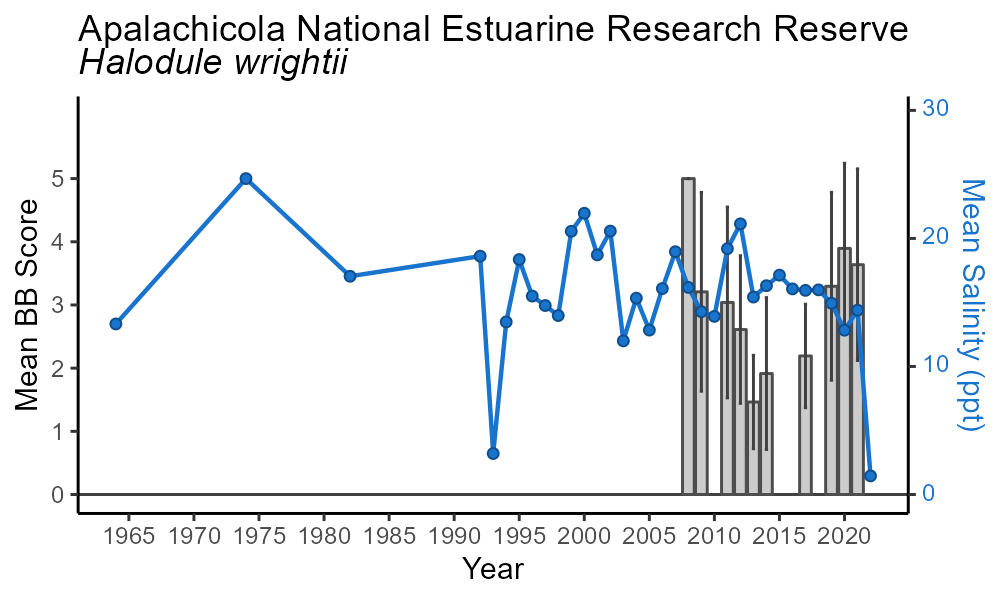 Apalachicola National Estuarine Research Reserve
Halodule wrightii
Mean BB Score
5
4
3
2
1
0
30
20
10
0
Mean Salinity (ppt)
1965 1970 1975 1980 1985 1990 1995 2000 2005 2010 2015 2020
Year